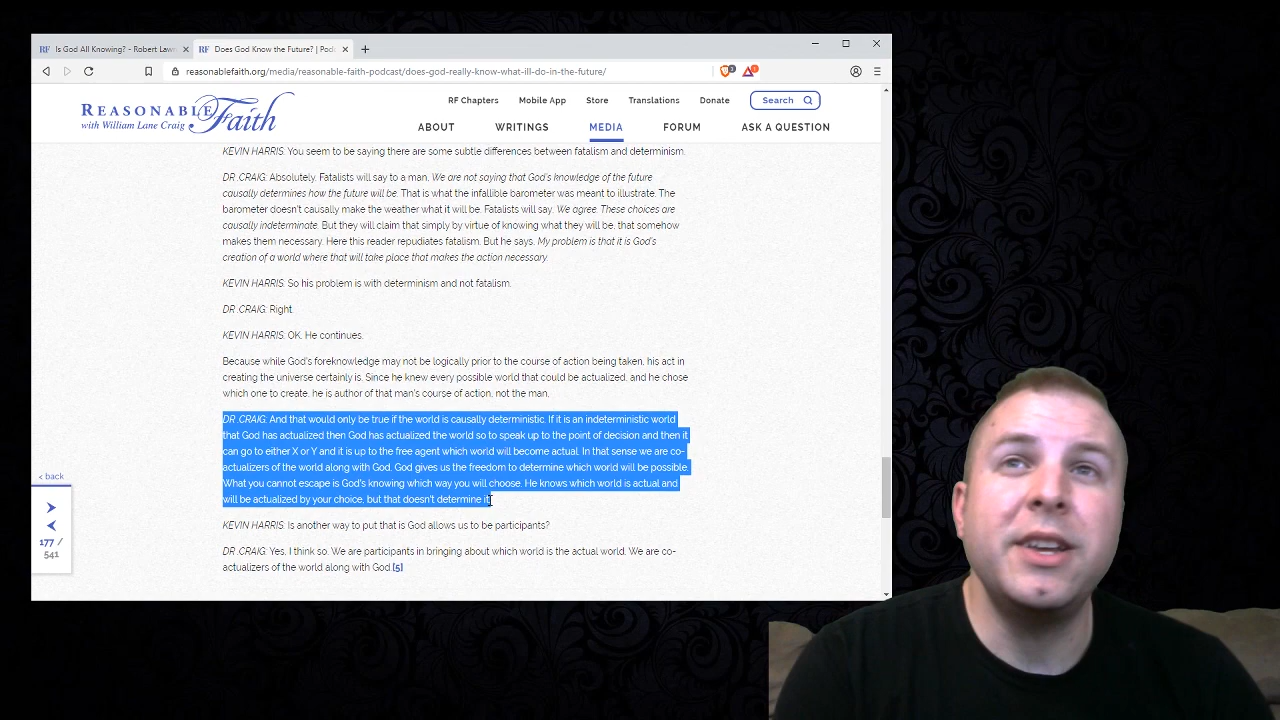 Is God All Knowing? - Robert Lawr
Does God Know the Future? | Pod
reasonablefaith.org/media/reasonable-faith-podcast/does-god-really-know-what-ill-do-in-the-future/
REASONABLE Faith
with William Lane Craig
RF Chapters Mobile App Store Translations Donate Search
ABOUT WRITINGS MEDIA FORUM ASK A QUESTION
KEVIN HARRIS: You seem to be saying there are some subtle differences between fatalism and determinism.
DR .CRAIG: Absolutely. Fatalists will say to a man, We are not saying that God's knowledge of the future
causally determines how the future will be. That is what the infallible barometer was meant to illustrate. The
barometer doesn't causally make the weather what it will be. Fatalists will say, We agree. These choices are
causally indeterminate. But they will claim that simply by virtue of knowing what they will be, that somehow
makes them necessary. Here this reader repudiates fatalism. But he says, My problem is that it is God's
creation of a world where that will take place that makes the action necessary.
KEVIN HARRIS: So his problem is with determinism and not fatalism.
DR .CRAIG: Right.
KEVIN HARRIS: OK. He continues,
Because while God's foreknowledge may not be logically prior to the course of action being taken, his act in
creating the universe certainly is. Since he knew every possible world that could be actualized, and he chose
which one to create, he is author of that man's course of action, not the man.
DR .CRAIG: And that would only be true if the world is causally deterministic. If it is an indeterministic world
that God has actualized then God has actualized the world so to speak up to the point of decision and then it
can go to either X or Y and it is up to the free agent which world will become actual. In that sense we are co-
actualizers of the world along with God. God gives us the freedom to determine which world will be possible.
What you cannot escape is God's knowing which way you will choose. He knows which world is actual and
will be actualized by your choice, but that doesn't determine it.
KEVIN HARRIS: Is another way to put that is God allows us to be participants?
DR .CRAIG: Yes, I think so. We are participants in bringing about which world is the actual world. We are co-
actualizers of the world along with God.[5]
< back
177 /
541